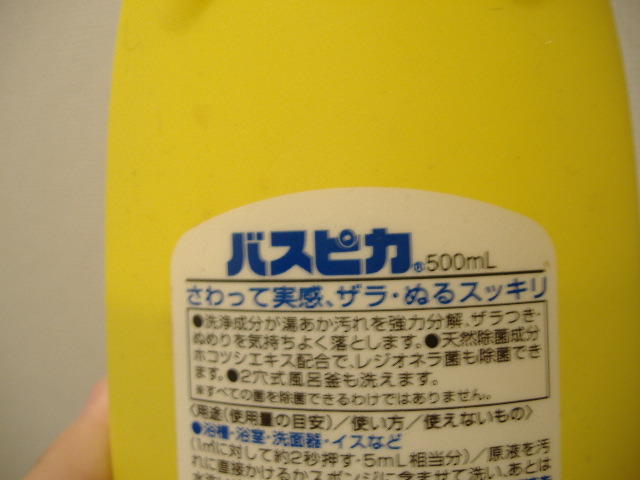 バスピカ®500mL
さわって実感、ザラ・ぬるスッキリ
●洗浄成分が湯あか汚れを強力分解、ザラつき・
ぬめりを気持ちよく落とします。●天然除菌成分
ホコツシエキス配合で、レジオネラ菌も除菌でき
ます。●2穴式風呂釜も洗えます。
※すべての菌を除菌できるわけではありません。
〈用途(使用量の目安)/使い方/使えないもの〉
●浴槽・浴室・洗面器・イスなど
(1㎡に対して約2秒押す・5mL相当分)/原液を汚
れに直接かけるかスポンジに含ませて洗い、あとは